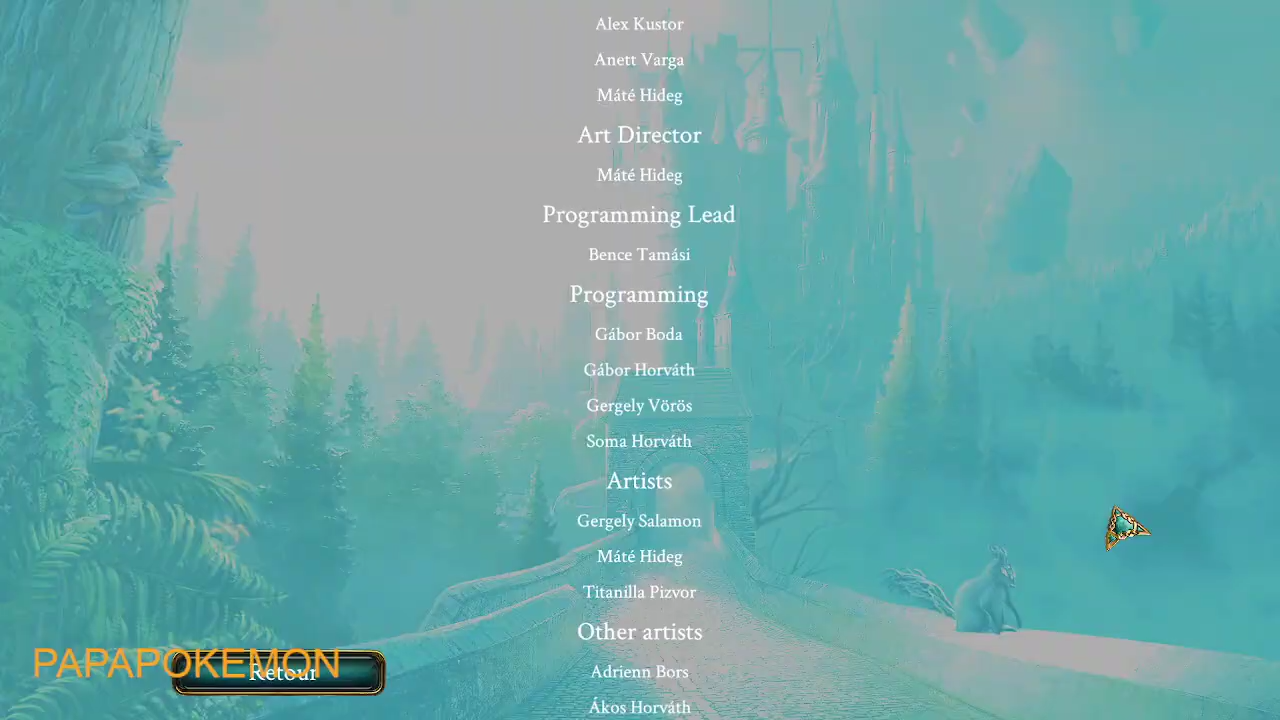 Alex Kustor
Anett Varga
Máté Hideg
Art Director
Máté Hideg
Programming Lead
Bence Tamási
Programming
Gábor Boda
Gábor Horváth
Gergely Vörös
Soma Horváth
Artists
Gergely Salamon
Máté Hideg
Titanilla Pizvor
Other artists
Adrienn Bors
Ákos Horváth
PAPAPOKEMON
Retour